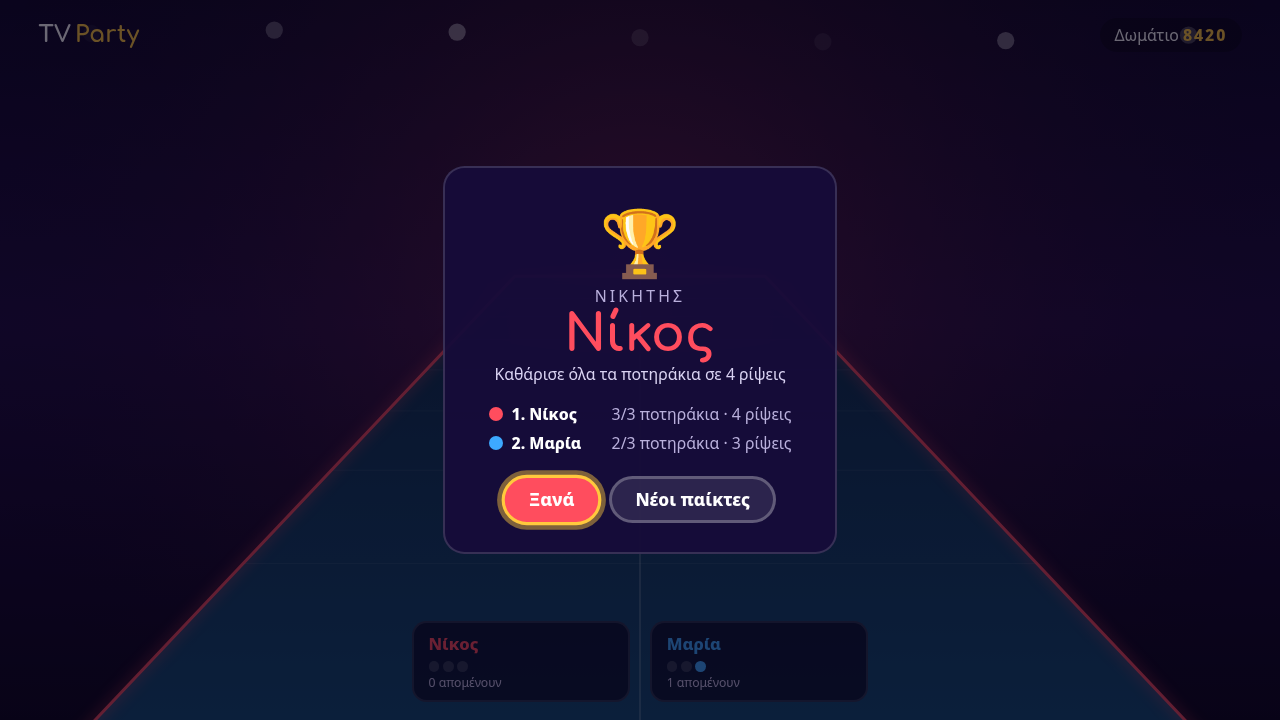 TV Party
Δωμάτιο 8420
ΝΙΚΗΤΗΣ
Νίκος
Καθάρισε όλα τα ποτηράκια σε 4 ρίψεις
1. Νίκος 3/3 ποτηράκια · 4 ρίψεις
2. Μαρία 2/3 ποτηράκια · 3 ρίψεις
Ξανά Νέοι παίκτες
Νίκος
0 απομένουν
Μαρία
1 απομένουν